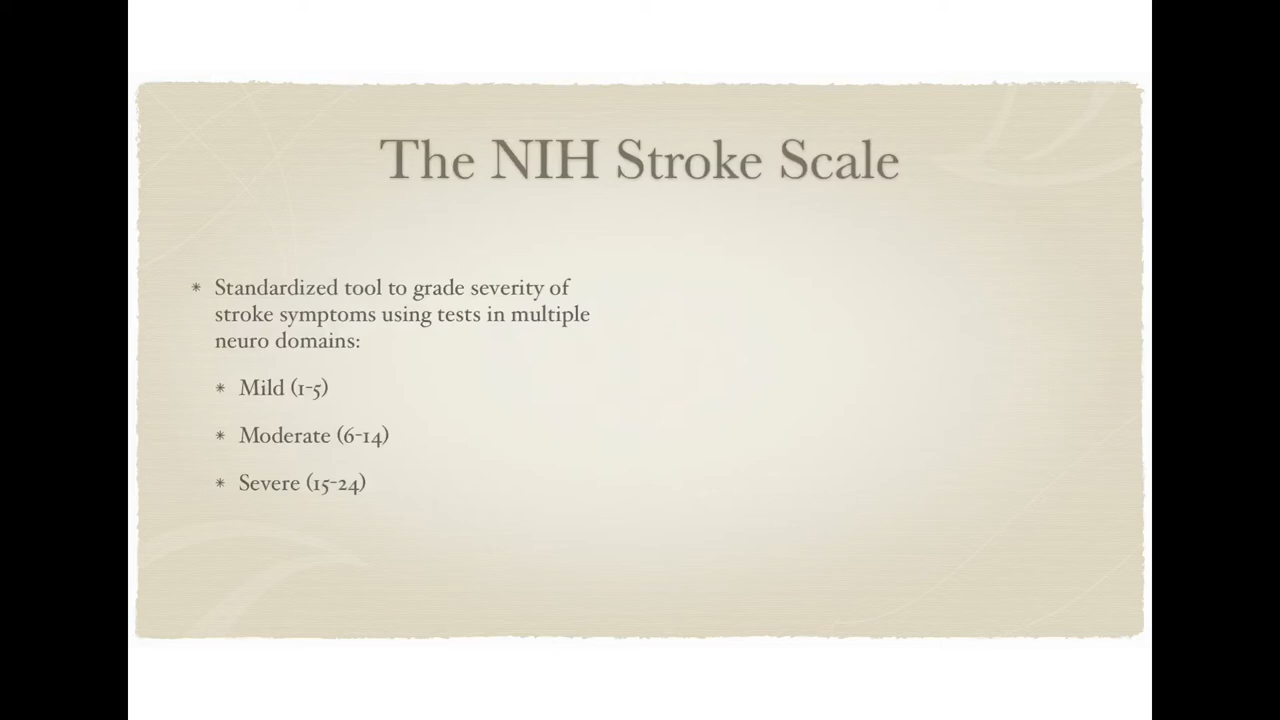 The NIH Stroke Scale
* Standardized tool to grade severity of
stroke symptoms using tests in multiple
neuro domains:
* Mild (1-5)
* Moderate (6-14)
* Severe (15-24)